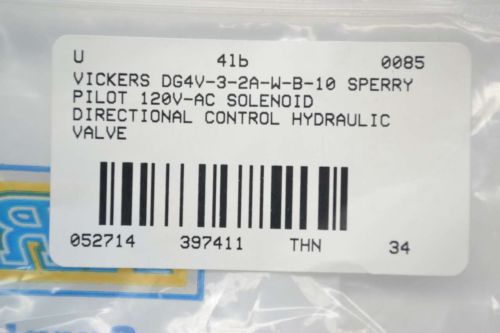 U 4lb 0085
VICKERS DG4V-3-2A-W-B-10 SPERRY
PILOT 120V-AC SOLENOID
DIRECTIONAL CONTROL HYDRAULIC
VALVE
052714 397411 THN 34